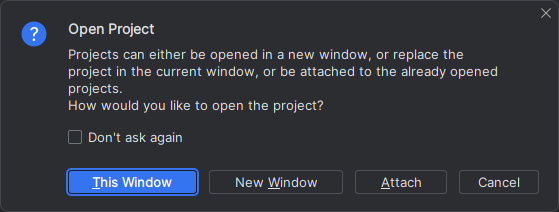 Open Project
Projects can either be opened in a new window, or replace the
project in the current window, or be attached to the already opened
projects.
How would you like to open the project?
Don't ask again
This Window
New Window
Attach
Cancel